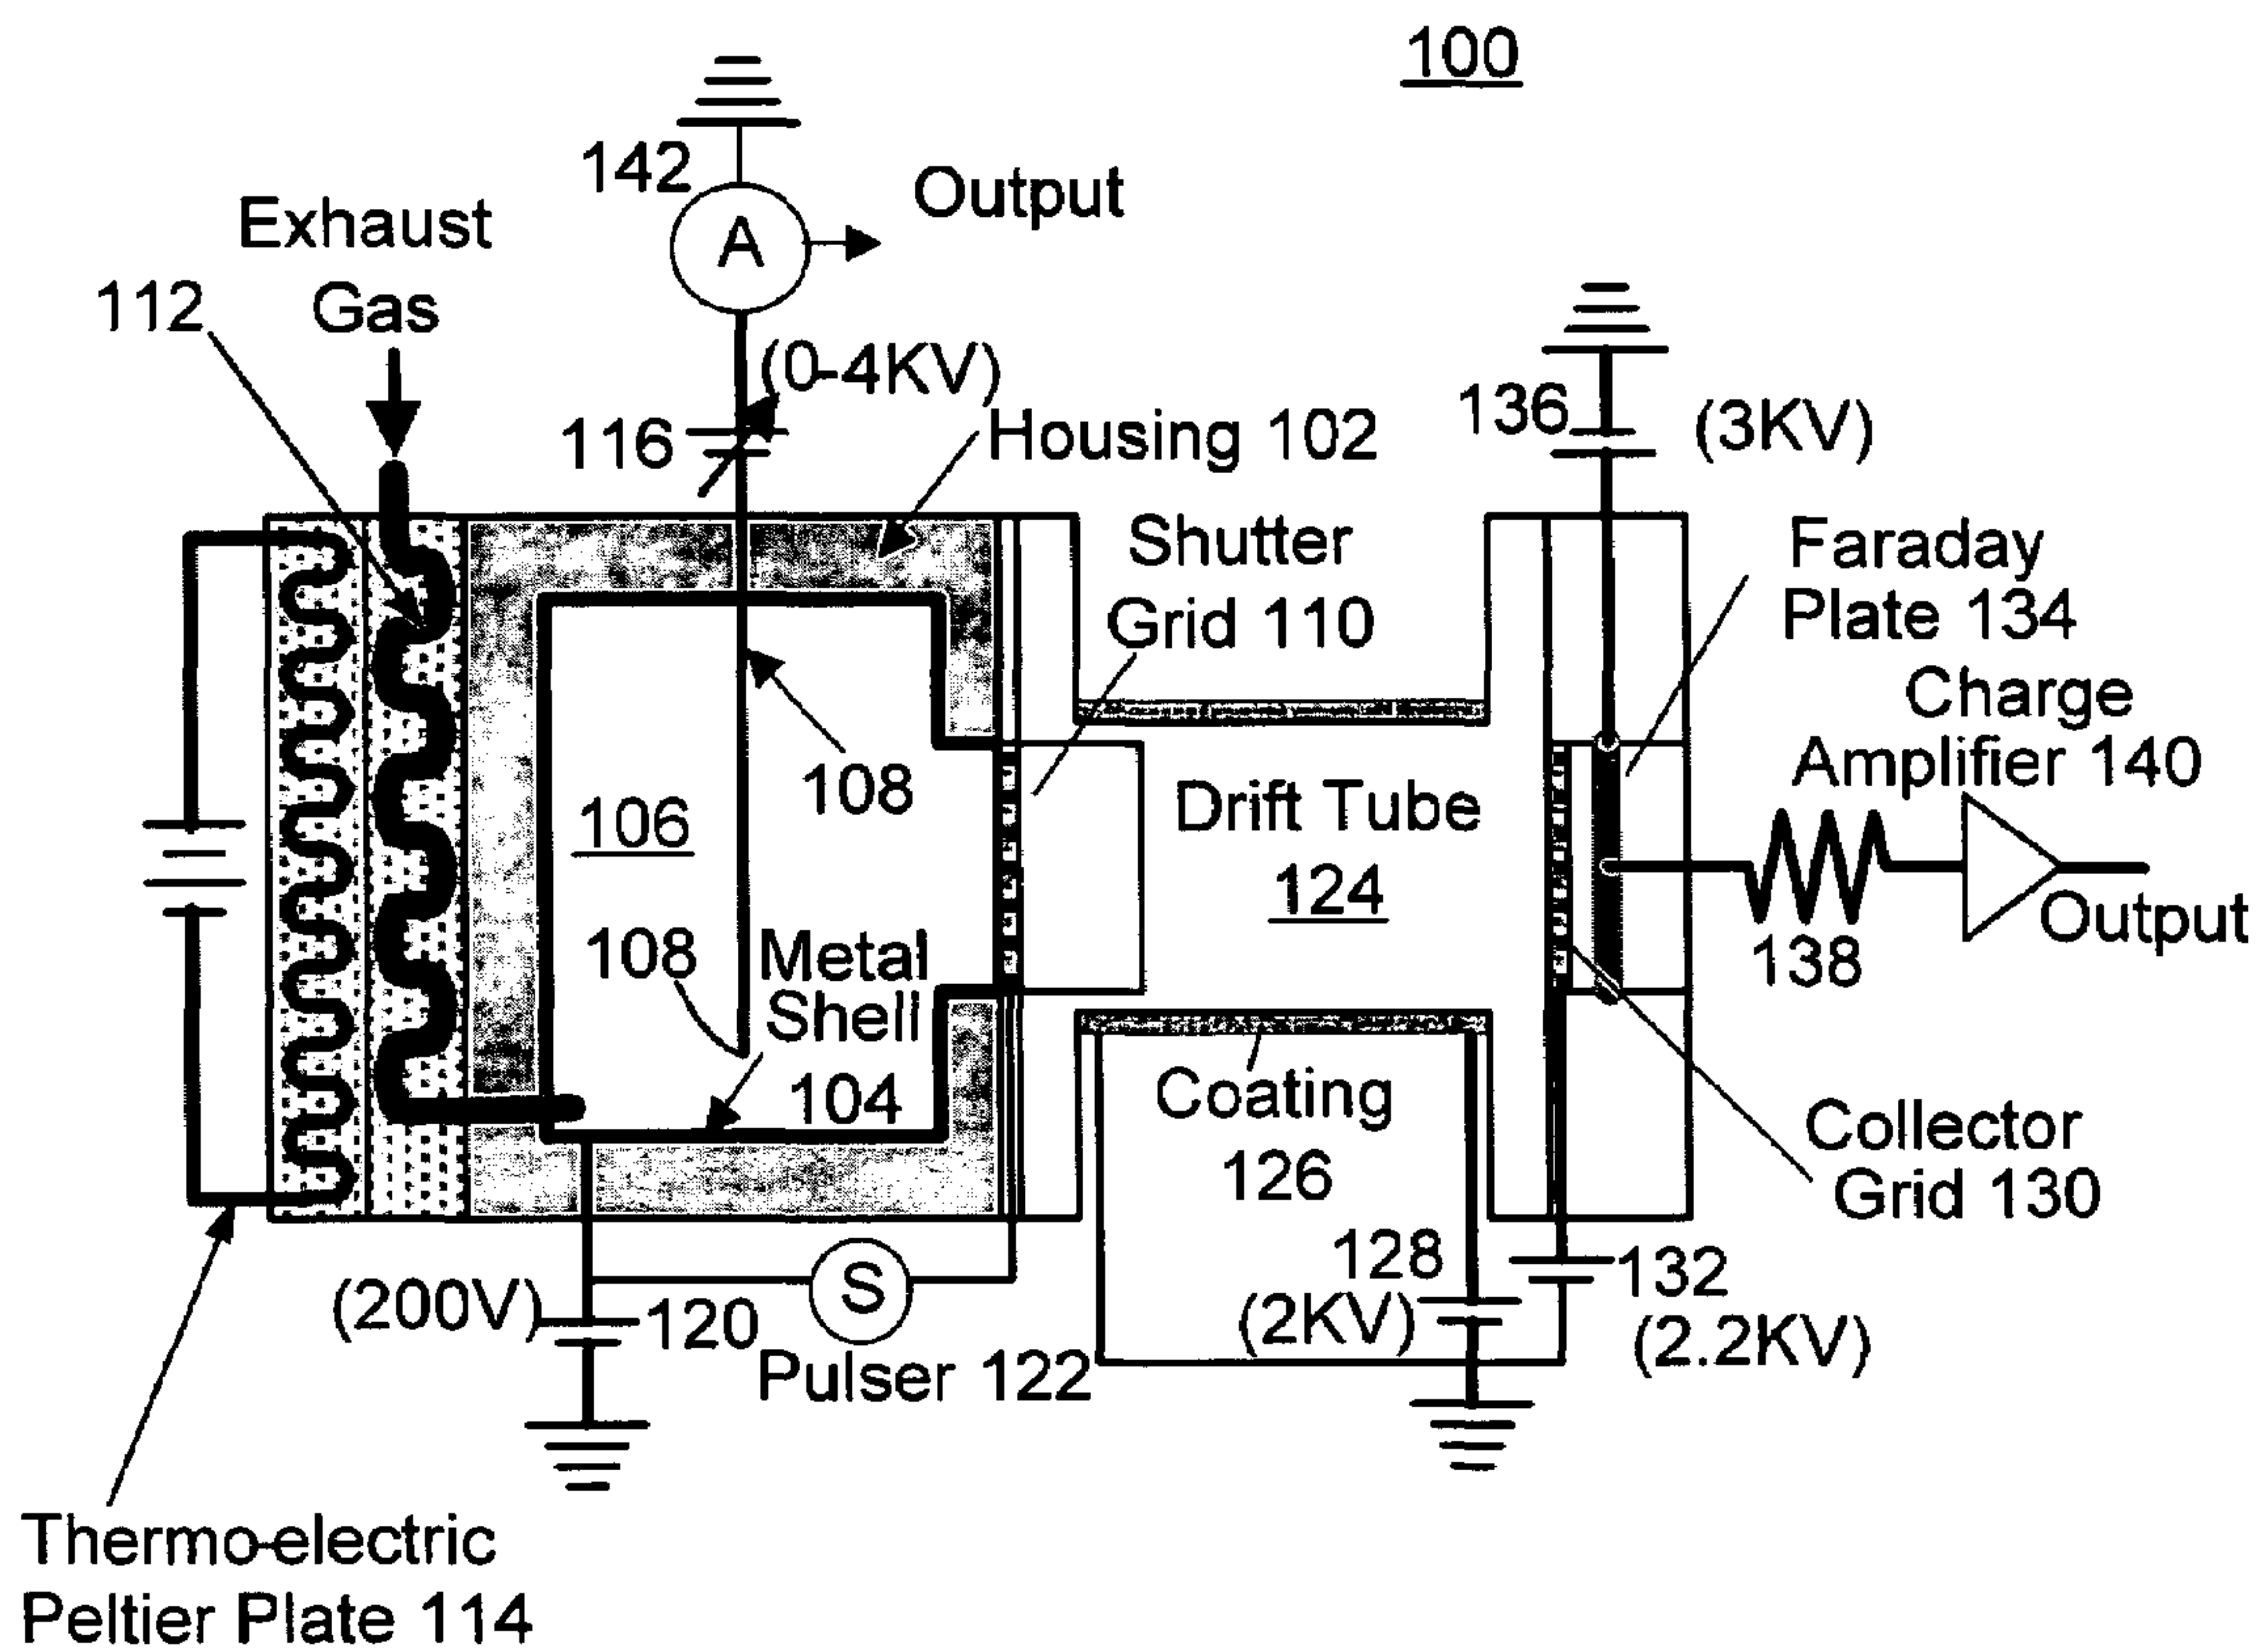 100
142
Output
A
Exhaust
Gas
112
(0-4KV)
116
Housing 102
136
(3KV)
Shutter
Grid 110
Faraday
Plate 134
Charge
Amplifier 140
108
106
Drift Tube
124
108
Metal
Shell
104
138
Output
Coating
126
Collector
Grid 130
(200V)
120
S
Pulser 122
128
(2KV)
132
(2.2KV)
Thermo-electric
Peltier Plate 114